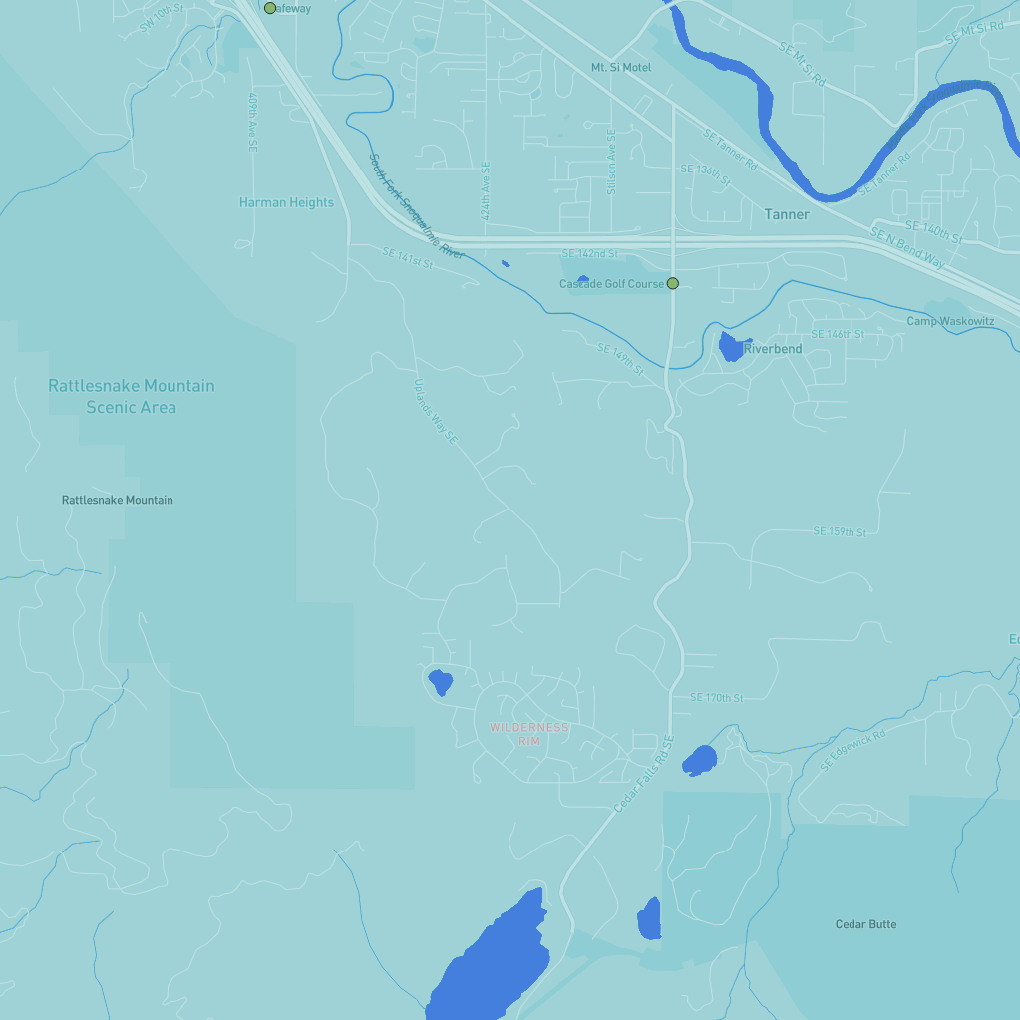 SW 10th St
afeway
SE Mt Si Rd
SE Mt Si Rd
Mt. Si Motel
409th Ave SE
South Fork Snoqualmie River
424th Ave SE
Stilson Ave SE
SE Tanner Rd
SE 136th St
SE Tanner Rd
Harman Heights
Tanner
SE 140th St
SE N Bend Way
SE 141st St
SE 142nd St
Cascade Golf Course
Camp Waskowitz
SE 146th St
Riverbend
SE 149th St
Rattlesnake Mountain
Scenic Area
Uplands Way SE
Rattlesnake Mountain
SE 159th St
SE 170th St
WILDERNESS
RIM
SE Edgewick Rd
Cedar Falls Rd SE
Cedar Butte